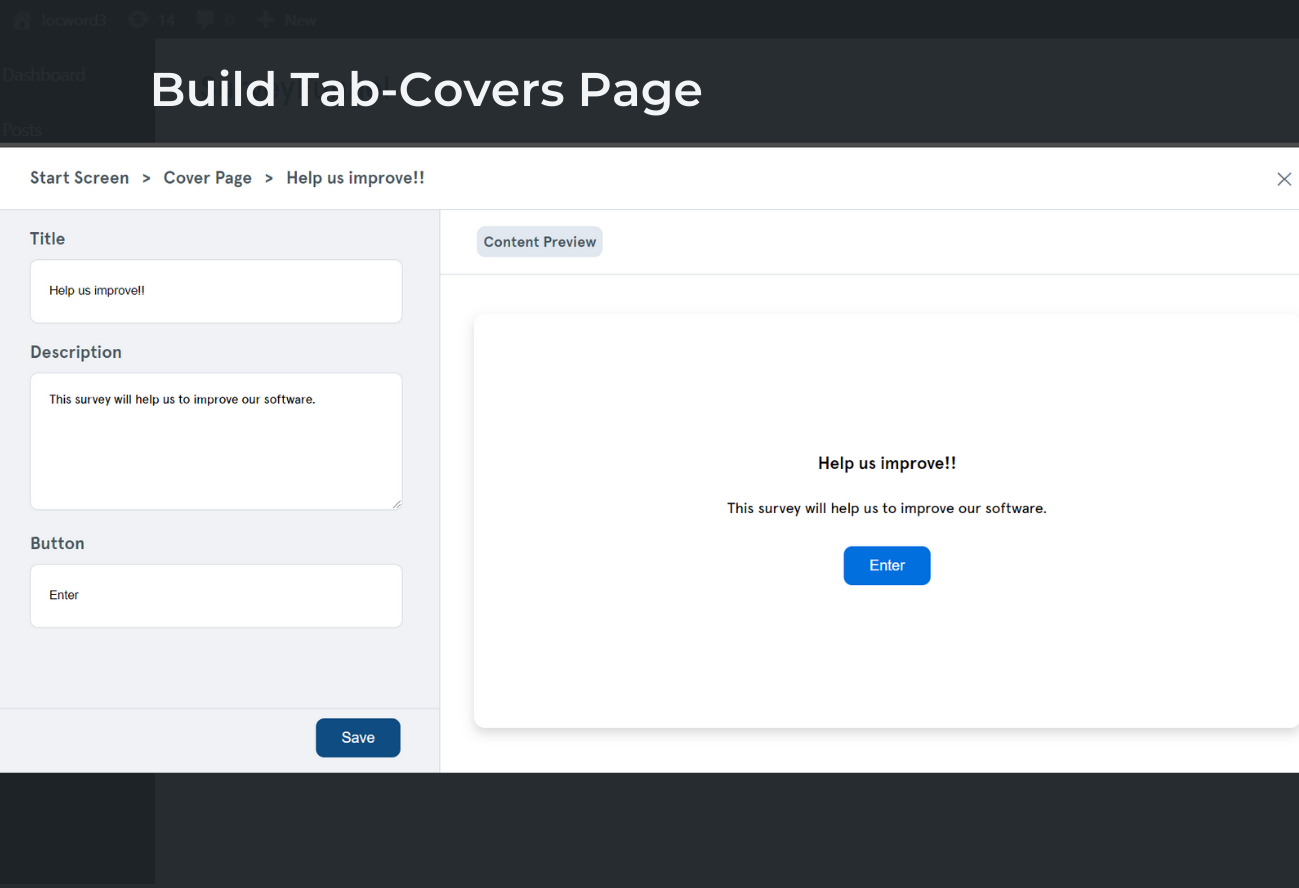 locword3 14 0 New
Dashboard
Build Tab-Covers Page
Posts
Start Screen > Cover Page > Help us improve!!
Title
Help us improve!!
Description
This survey will help us to improve our software.
Button
Enter
Save
Content Preview
Help us improve!!
This survey will help us to improve our software.
Enter